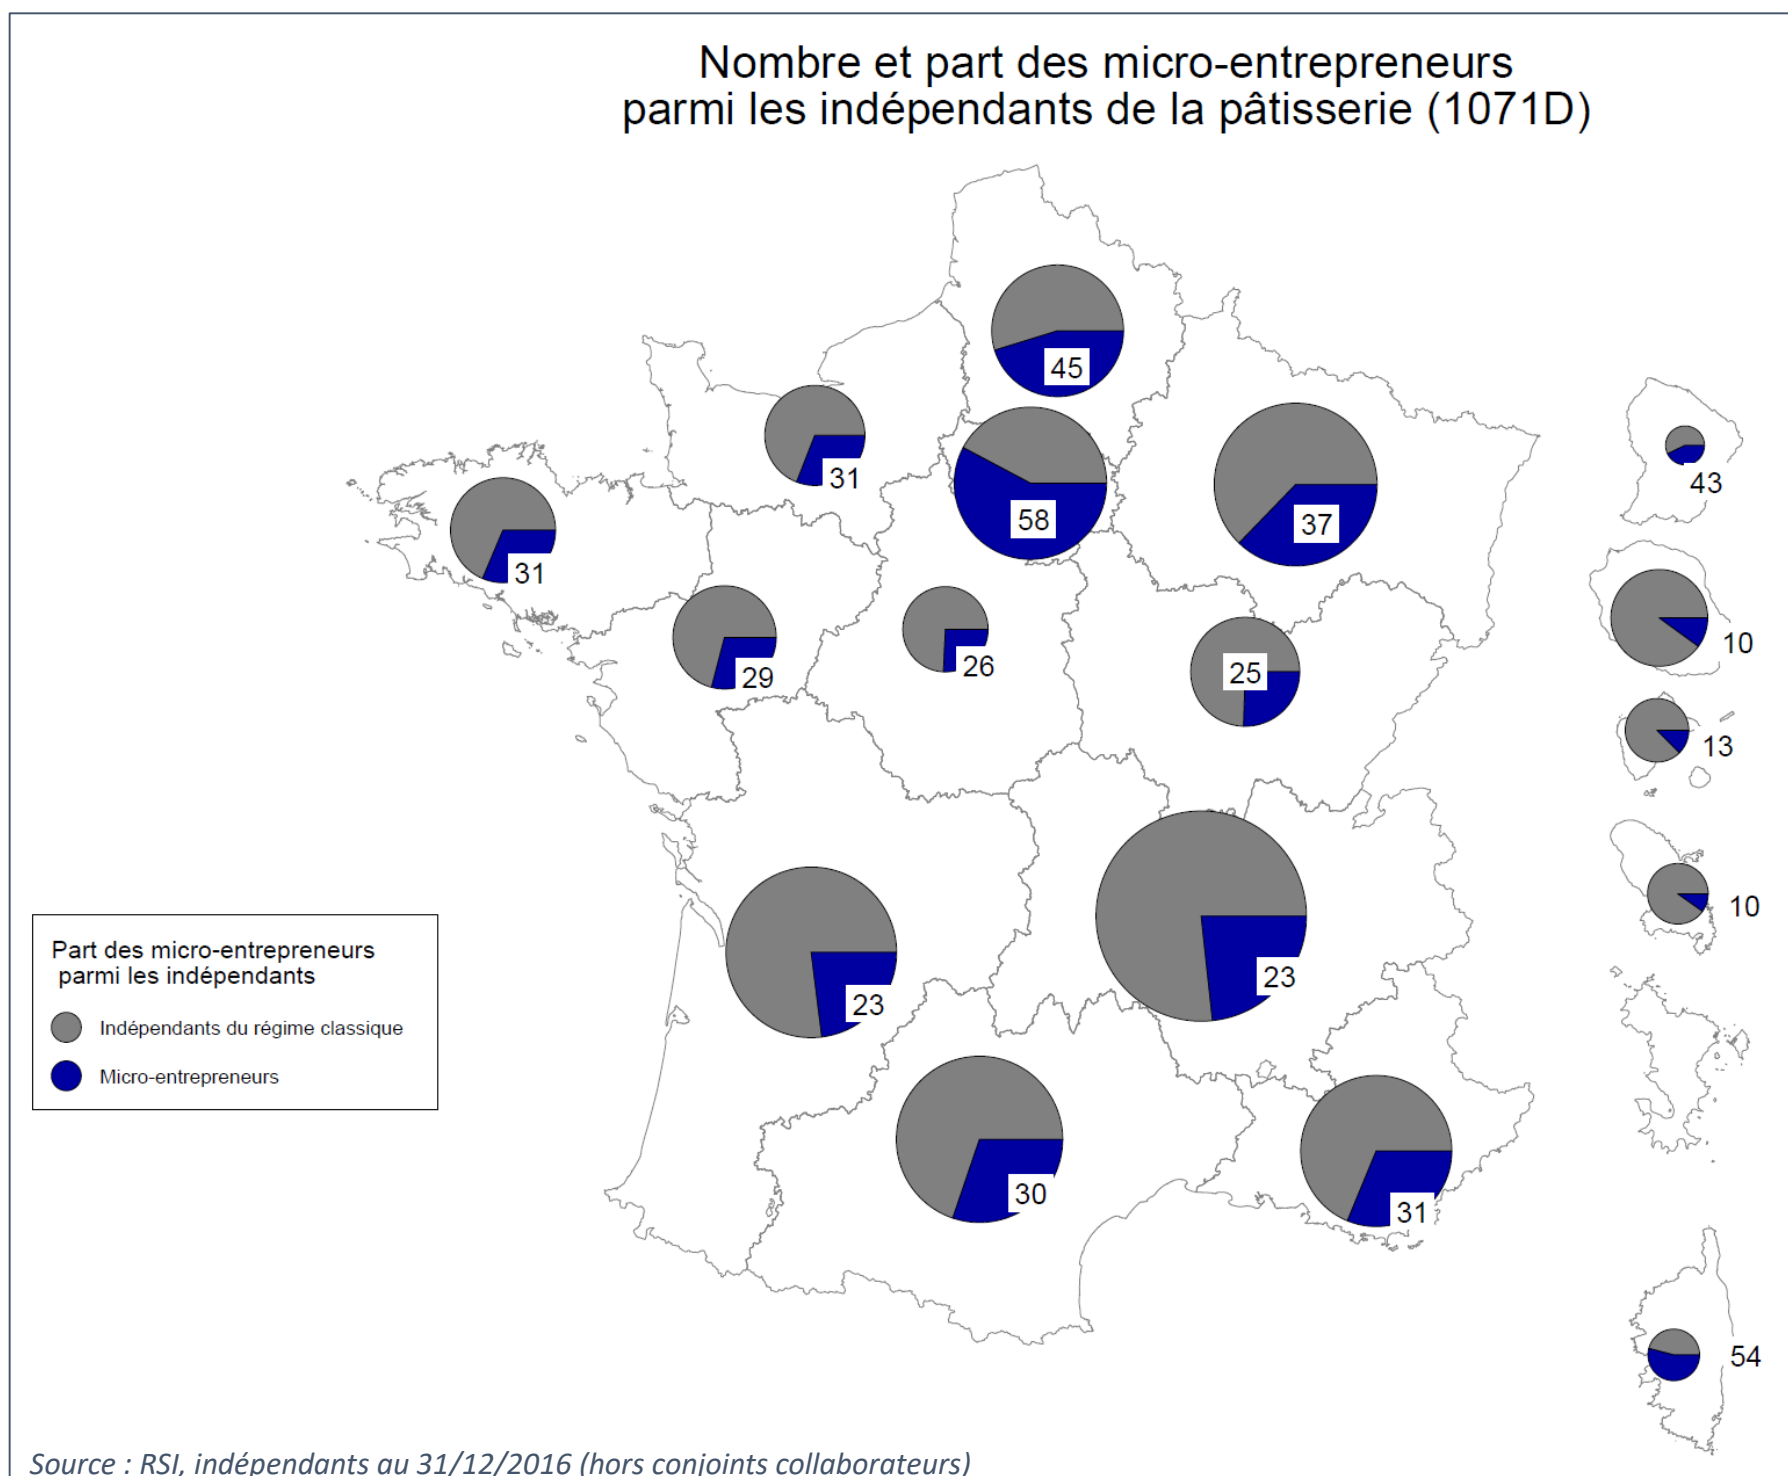 Nombre et part des micro-entrepreneurs
parmi les indépendants de la pâtisserie (1071D)
45
31
58
37
43
31
29
26
25
10
13
10
23
23
30
31
54
Part des micro-entrepreneurs
parmi les indépendants
Indépendants du régime classique
Micro-entrepreneurs
Source : RSI, indépendants au 31/12/2016 (hors conjoints collaborateurs)